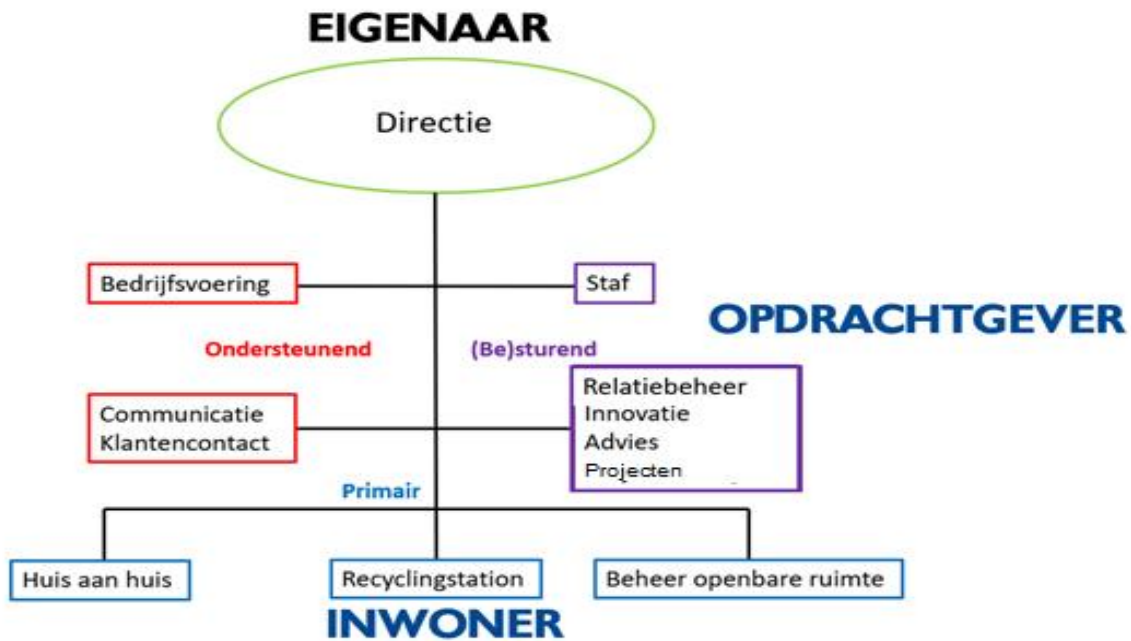 EIGENAAR
Directie
Bedrijfsvoering
Staf
OPDRACHTGEVER
Ondersteunend
(Be)sturend
Communicatie
Klantencontact
Relatiebeheer
Innovatie
Advies
Projecten
Primair
Huis aan huis
Recyclingstation
Beheer openbare ruimte
INWONER